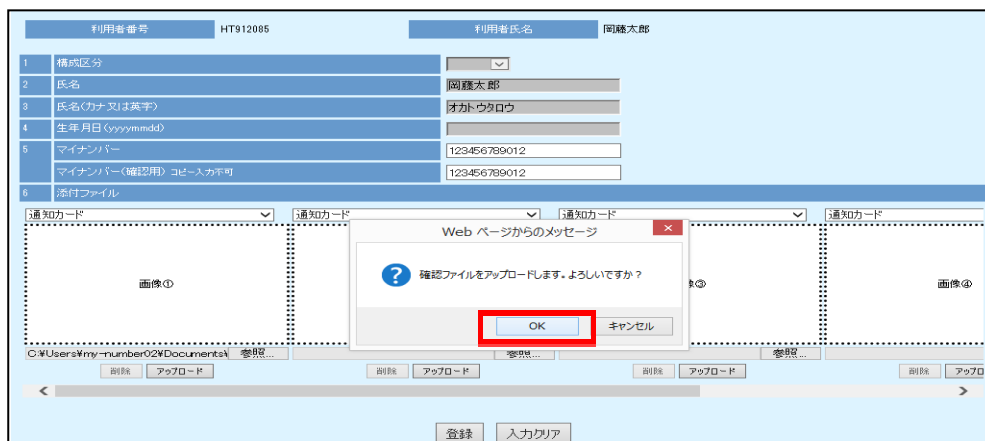 利用者番号 HT912085 利用者氏名 岡藤太郎
1 構成区分
2 氏名 岡藤太郎
3 氏名(カナ又は英字) オカトウタロウ
4 生年月日(yyyymmdd)
5 マイナンバー 123456789012
マイナンバー(確認用) コピー入力不可 123456789012
6 添付ファイル
通知カード 通知カード 通知カード 通知カード
Web ページからのメッセージ
確認ファイルをアップロードします。よろしいですか?
OK キャンセル
画像① 像③ 画像④
C:¥Users¥my-number02¥Documents¥ 参照... 参照... 参照...
削除 アップロード 削除 アップロード 削除 アップロード 削除 アップロ
登録 入力クリア